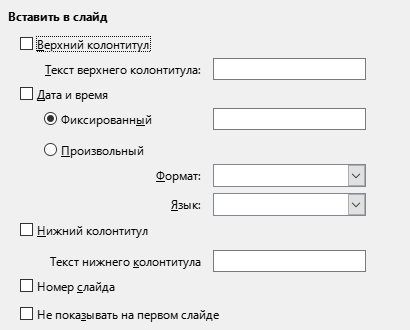 Вставить в слайд
Верхний колонтитул
Текст верхнего колонтитула:
Дата и время
Фиксированный
Произвольный
Формат:
Язык:
Нижний колонтитул
Текст нижнего колонтитула
Номер слайда
Не показывать на первом слайде